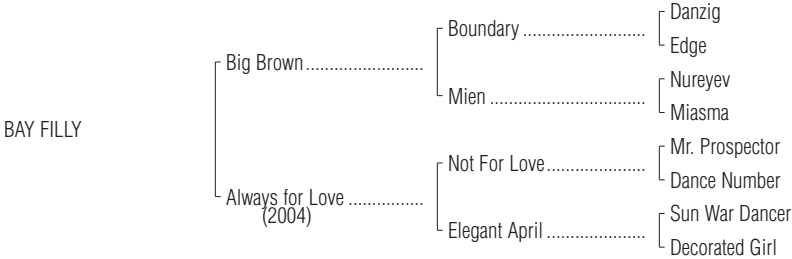 Danzig
Boundary ..........................
Edge
Big Brown.........................
Nureyev
Mien .................................
Miasma
BAY FILLY
Mr. Prospector
Not For Love.....................
Dance Number
Always for Love ................
(2004)
Sun War Dancer
Elegant April .....................
Decorated Girl